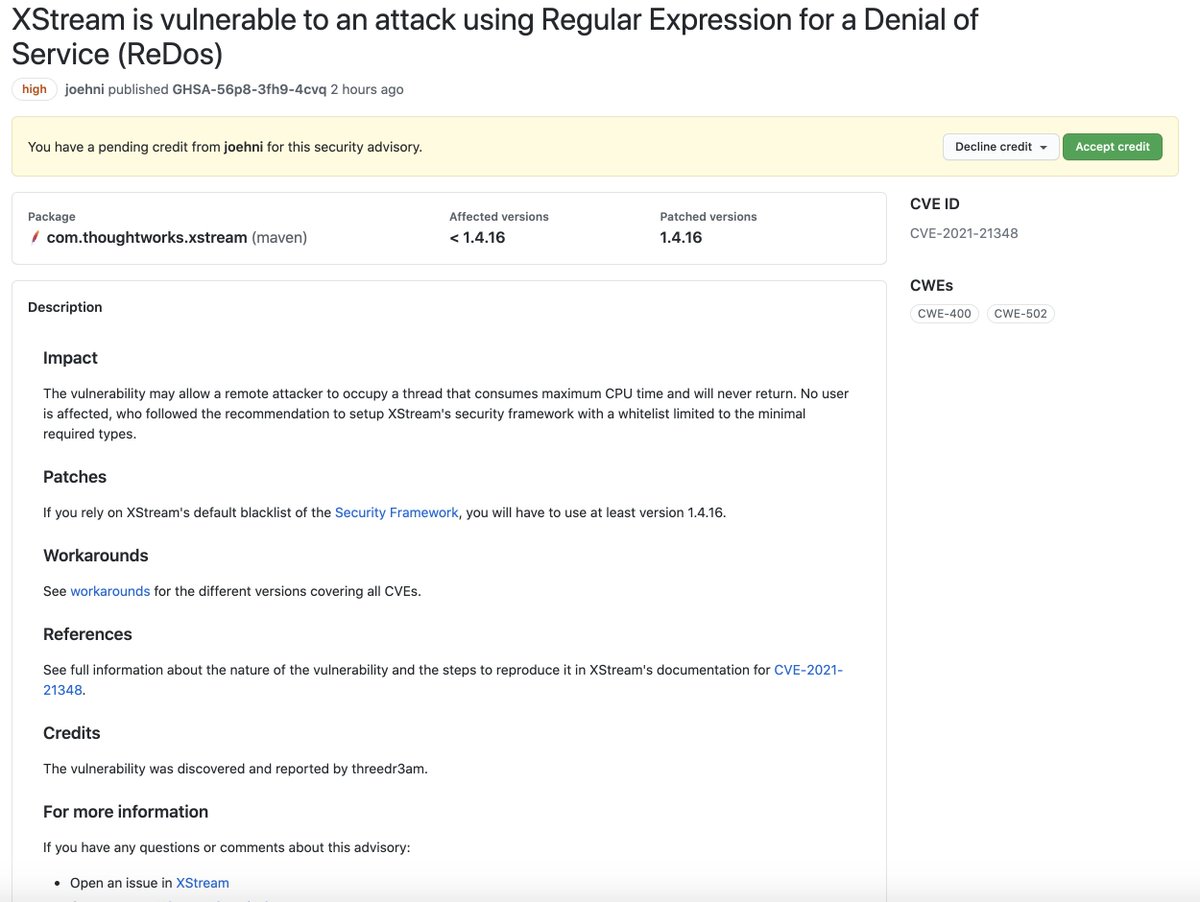 XStream is vulnerable to an attack using Regular Expression for a Denial of
Service (ReDos)
high joehni published GHSA-56p8-3fh9-4cvq 2 hours ago
You have a pending credit from joehni for this security advisory.
Decline credit
Accept credit
Package
com.thoughtworks.xstream (maven)
Affected versions
< 1.4.16
Patched versions
1.4.16
CVE ID
CVE-2021-21348
CWEs
CWE-400 CWE-502
Description
Impact
The vulnerability may allow a remote attacker to occupy a thread that consumes maximum CPU time and will never return. No user
is affected, who followed the recommendation to setup XStream's security framework with a whitelist limited to the minimal
required types.
Patches
If you rely on XStream's default blacklist of the Security Framework, you will have to use at least version 1.4.16.
Workarounds
See workarounds for the different versions covering all CVEs.
References
See full information about the nature of the vulnerability and the steps to reproduce it in XStream's documentation for CVE-2021-
21348.
Credits
The vulnerability was discovered and reported by threedr3am.
For more information
If you have any questions or comments about this advisory:
• Open an issue in XStream